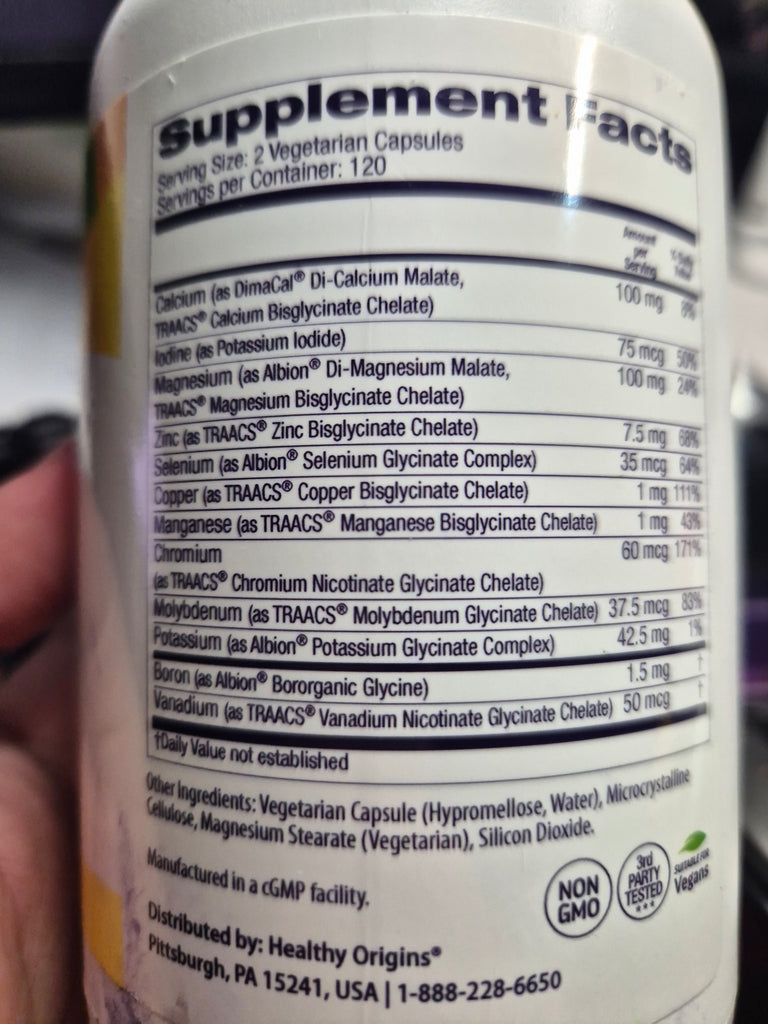 Supplement Facts
Serving Size: 2 Vegetarian Capsules
Servings per Container: 120
Amount
per
Serving
% Daily
Value
Calcium (as DimaCal® Di-Calcium Malate,
TRAACS® Calcium Bisglycinate Chelate) 100 mg 8%
Iodine (as Potassium Iodide) 75 mcg 50%
Magnesium (as Albion® Di-Magnesium Malate, 100 mg 24%
TRAACS® Magnesium Bisglycinate Chelate)
Zinc (as TRAACS® Zinc Bisglycinate Chelate) 7.5 mg 68%
Selenium (as Albion® Selenium Glycinate Complex) 35 mcg 64%
Copper (as TRAACS® Copper Bisglycinate Chelate) 1 mg 111%
Manganese (as TRAACS® Manganese Bisglycinate Chelate) 1 mg 43%
Chromium 60 mcg 171%
(as TRAACS® Chromium Nicotinate Glycinate Chelate)
Molybdenum (as TRAACS® Molybdenum Glycinate Chelate) 37.5 mcg 83%
Potassium (as Albion® Potassium Glycinate Complex) 42.5 mg 1%
Boron (as Albion® Bororganic Glycine) 1.5 mg †
Vanadium (as TRAACS® Vanadium Nicotinate Glycinate Chelate) 50 mcg †
†Daily Value not established
Other Ingredients: Vegetarian Capsule (Hypromellose, Water), Microcrystalline
Cellulose, Magnesium Stearate (Vegetarian), Silicon Dioxide.
Manufactured in a cGMP facility.
NON
GMO
3rd
PARTY
TESTED
SUITABLE FOR
Vegans
Distributed by: Healthy Origins®
Pittsburgh, PA 15241, USA | 1-888-228-6650